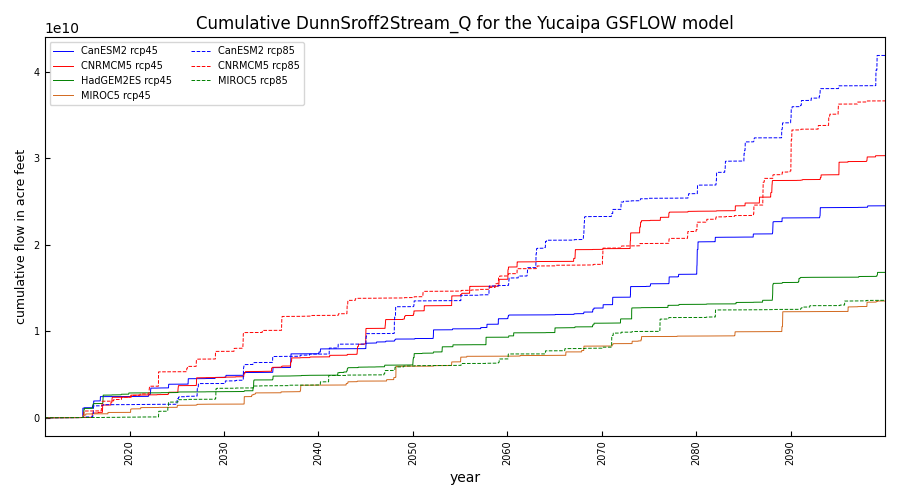 Cumulative DunnSroff2Stream_Q for the Yucaipa GSFLOW model
1e10
CanESM2 rcp45
CNRMCM5 rcp45
HadGEM2ES rcp45
MIROC5 rcp45
CanESM2 rcp85
CNRMCM5 rcp85
MIROC5 rcp85
cumulative flow in acre feet
4
3
2
1
0
2020
2030
2040
2050
2060
2070
2080
2090
year